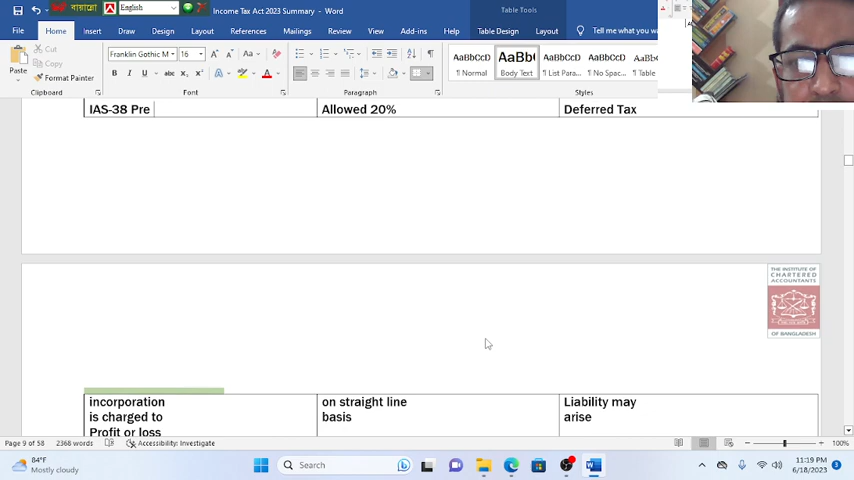 বায়ান্নো
English
Income Tax Act 2023 Summary - Word
Table Tools
File Home Insert Draw Design Layout References Mailings Review View Add-ins Help Table Design Layout Tell me what you
Paste
Cut
Copy
Format Painter
Clipboard
Franklin Gothic M 16
Font
Paragraph
AaBbCcD AaBbC AaBbCcD AaBbCcD AaBbC
¶ Normal Body Text ¶ List Para... ¶ No Spac... ¶ Table
Styles
IAS-38 Pre Allowed 20% Deferred Tax
THE INSTITUTE OF
CHARTERED
ACCOUNTANTS
OF BANGLADESH
incorporation on straight line Liability may
is charged to basis arise
Profit or loss
Page 9 of 58 2368 words Accessibility: Investigate 100%
84°F
Mostly cloudy
Search
11:19 PM
6/18/2023
3